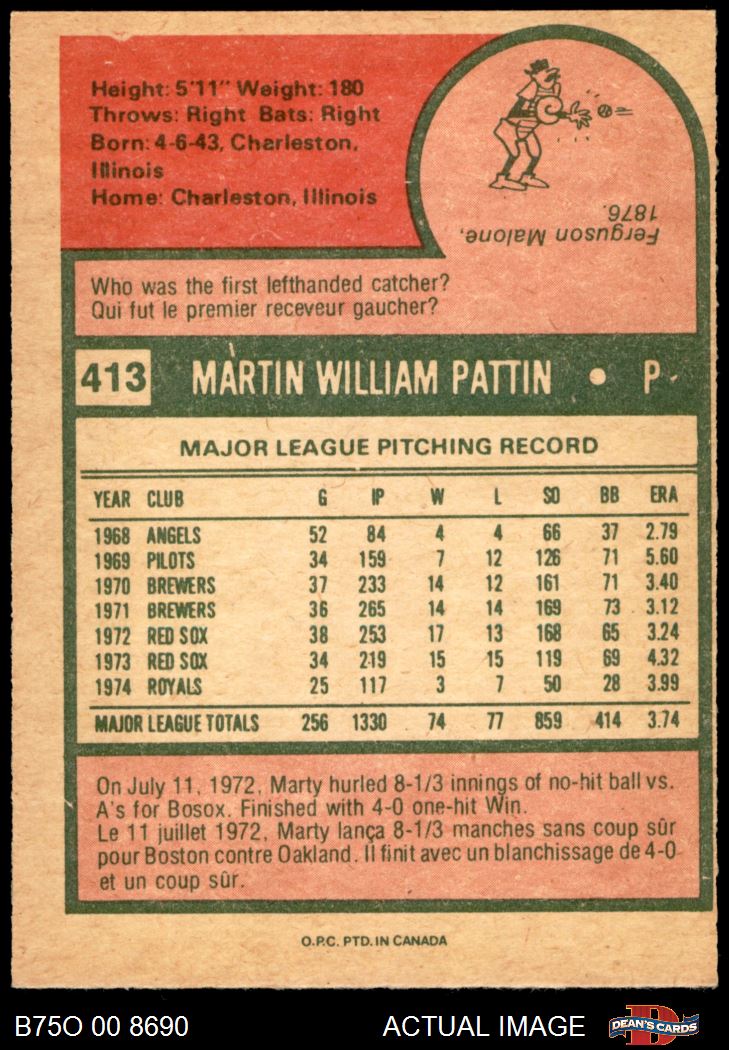 Height: 5'11" Weight: 180
Throws: Right Bats: Right
Born: 4-6-43, Charleston,
Illinois
Home: Charleston, Illinois
Ferguson Malone,
1876.
Who was the first lefthanded catcher?
Qui fut le premier receveur gaucher?
413 MARTIN WILLIAM PATTIN • P
MAJOR LEAGUE PITCHING RECORD
YEAR CLUB G IP W L SO BB ERA
1968 ANGELS 52 84 4 4 66 37 2.79
1969 PILOTS 34 159 7 12 126 71 5.60
1970 BREWERS 37 233 14 12 161 71 3.40
1971 BREWERS 36 265 14 14 169 73 3.12
1972 RED SOX 38 253 17 13 168 65 3.24
1973 RED SOX 34 219 15 15 119 69 4.32
1974 ROYALS 25 117 3 7 50 28 3.99
MAJOR LEAGUE TOTALS 256 1330 74 77 859 414 3.74
On July 11, 1972, Marty hurled 8-1/3 innings of no-hit ball vs.
A's for Bosox. Finished with 4-0 one-hit Win.
Le 11 juillet 1972, Marty lança 8-1/3 manches sans coup sûr
pour Boston contre Oakland. Il finit avec un blanchissage de 4-0
et un coup sûr.
O.P.C. PTD. IN CANADA
B75O 00 8690 ACTUAL IMAGE D DEAN'S CARDS